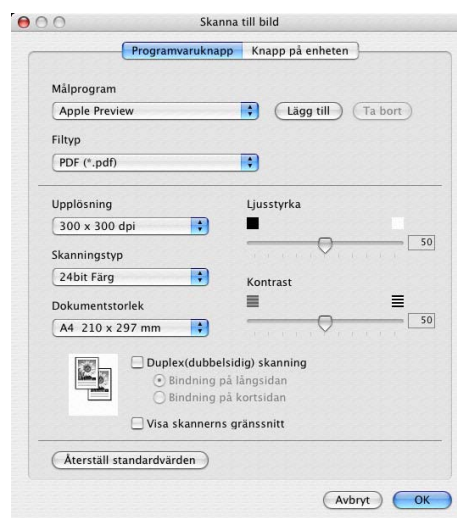 Skanna till bild
Programvaruknapp Knapp på enheten
Målprogram
Apple Preview Lägg till Ta bort
Filtyp
PDF (*.pdf)
Upplösning Ljusstyrka
300 x 300 dpi 50
Skanningstyp
24bit Färg Kontrast
Dokumentstorlek
A4 210 x 297 mm 50
Duplex(dubbelsidig) skanning
Bindning på långsidan
Bindning på kortsidan
Visa skannerns gränssnitt
Återställ standardvärden
Avbryt OK